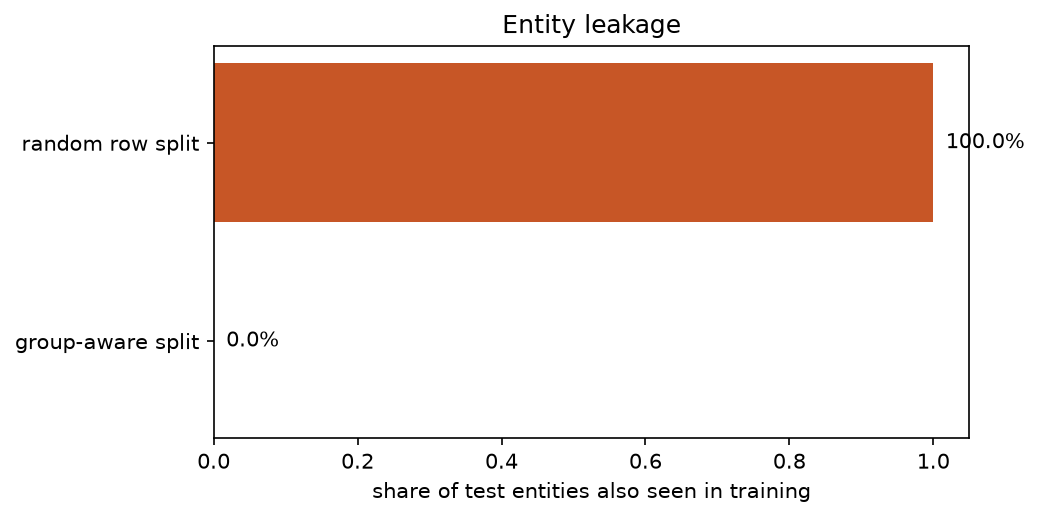 Entity leakage
random row split
100.0%
group-aware split
0.0%
0.0 0.2 0.4 0.6 0.8 1.0
share of test entities also seen in training